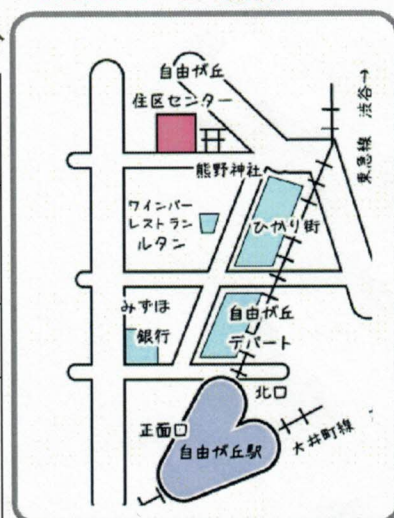 自由が丘
住区センター
東急線 渋谷→
熊野神社
ワインバー
レストラン
ルタン
ひかり街
みずほ
銀行
自由が丘
デパート
北口
正面口
自由が丘駅
大井町線